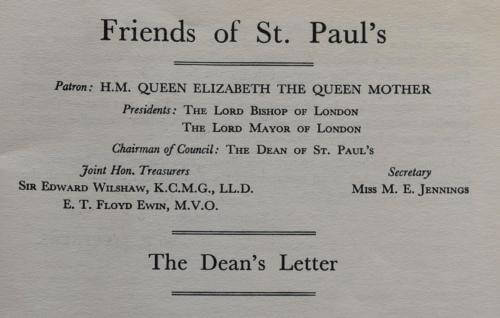 Friends of St. Paul's
Patron: H.M. QUEEN ELIZABETH THE QUEEN MOTHER
Presidents: THE LORD BISHOP OF LONDON
THE LORD MAYOR OF LONDON
Chairman of Council: THE DEAN OF ST. PAUL'S
Joint Hon. Treasurers
SIR EDWARD WILSHAW, K.C.M.G., LL.D.
E. T. FLOYD EWIN, M.V.O.
Secretary
MISS M. E. JENNINGS
The Dean's Letter